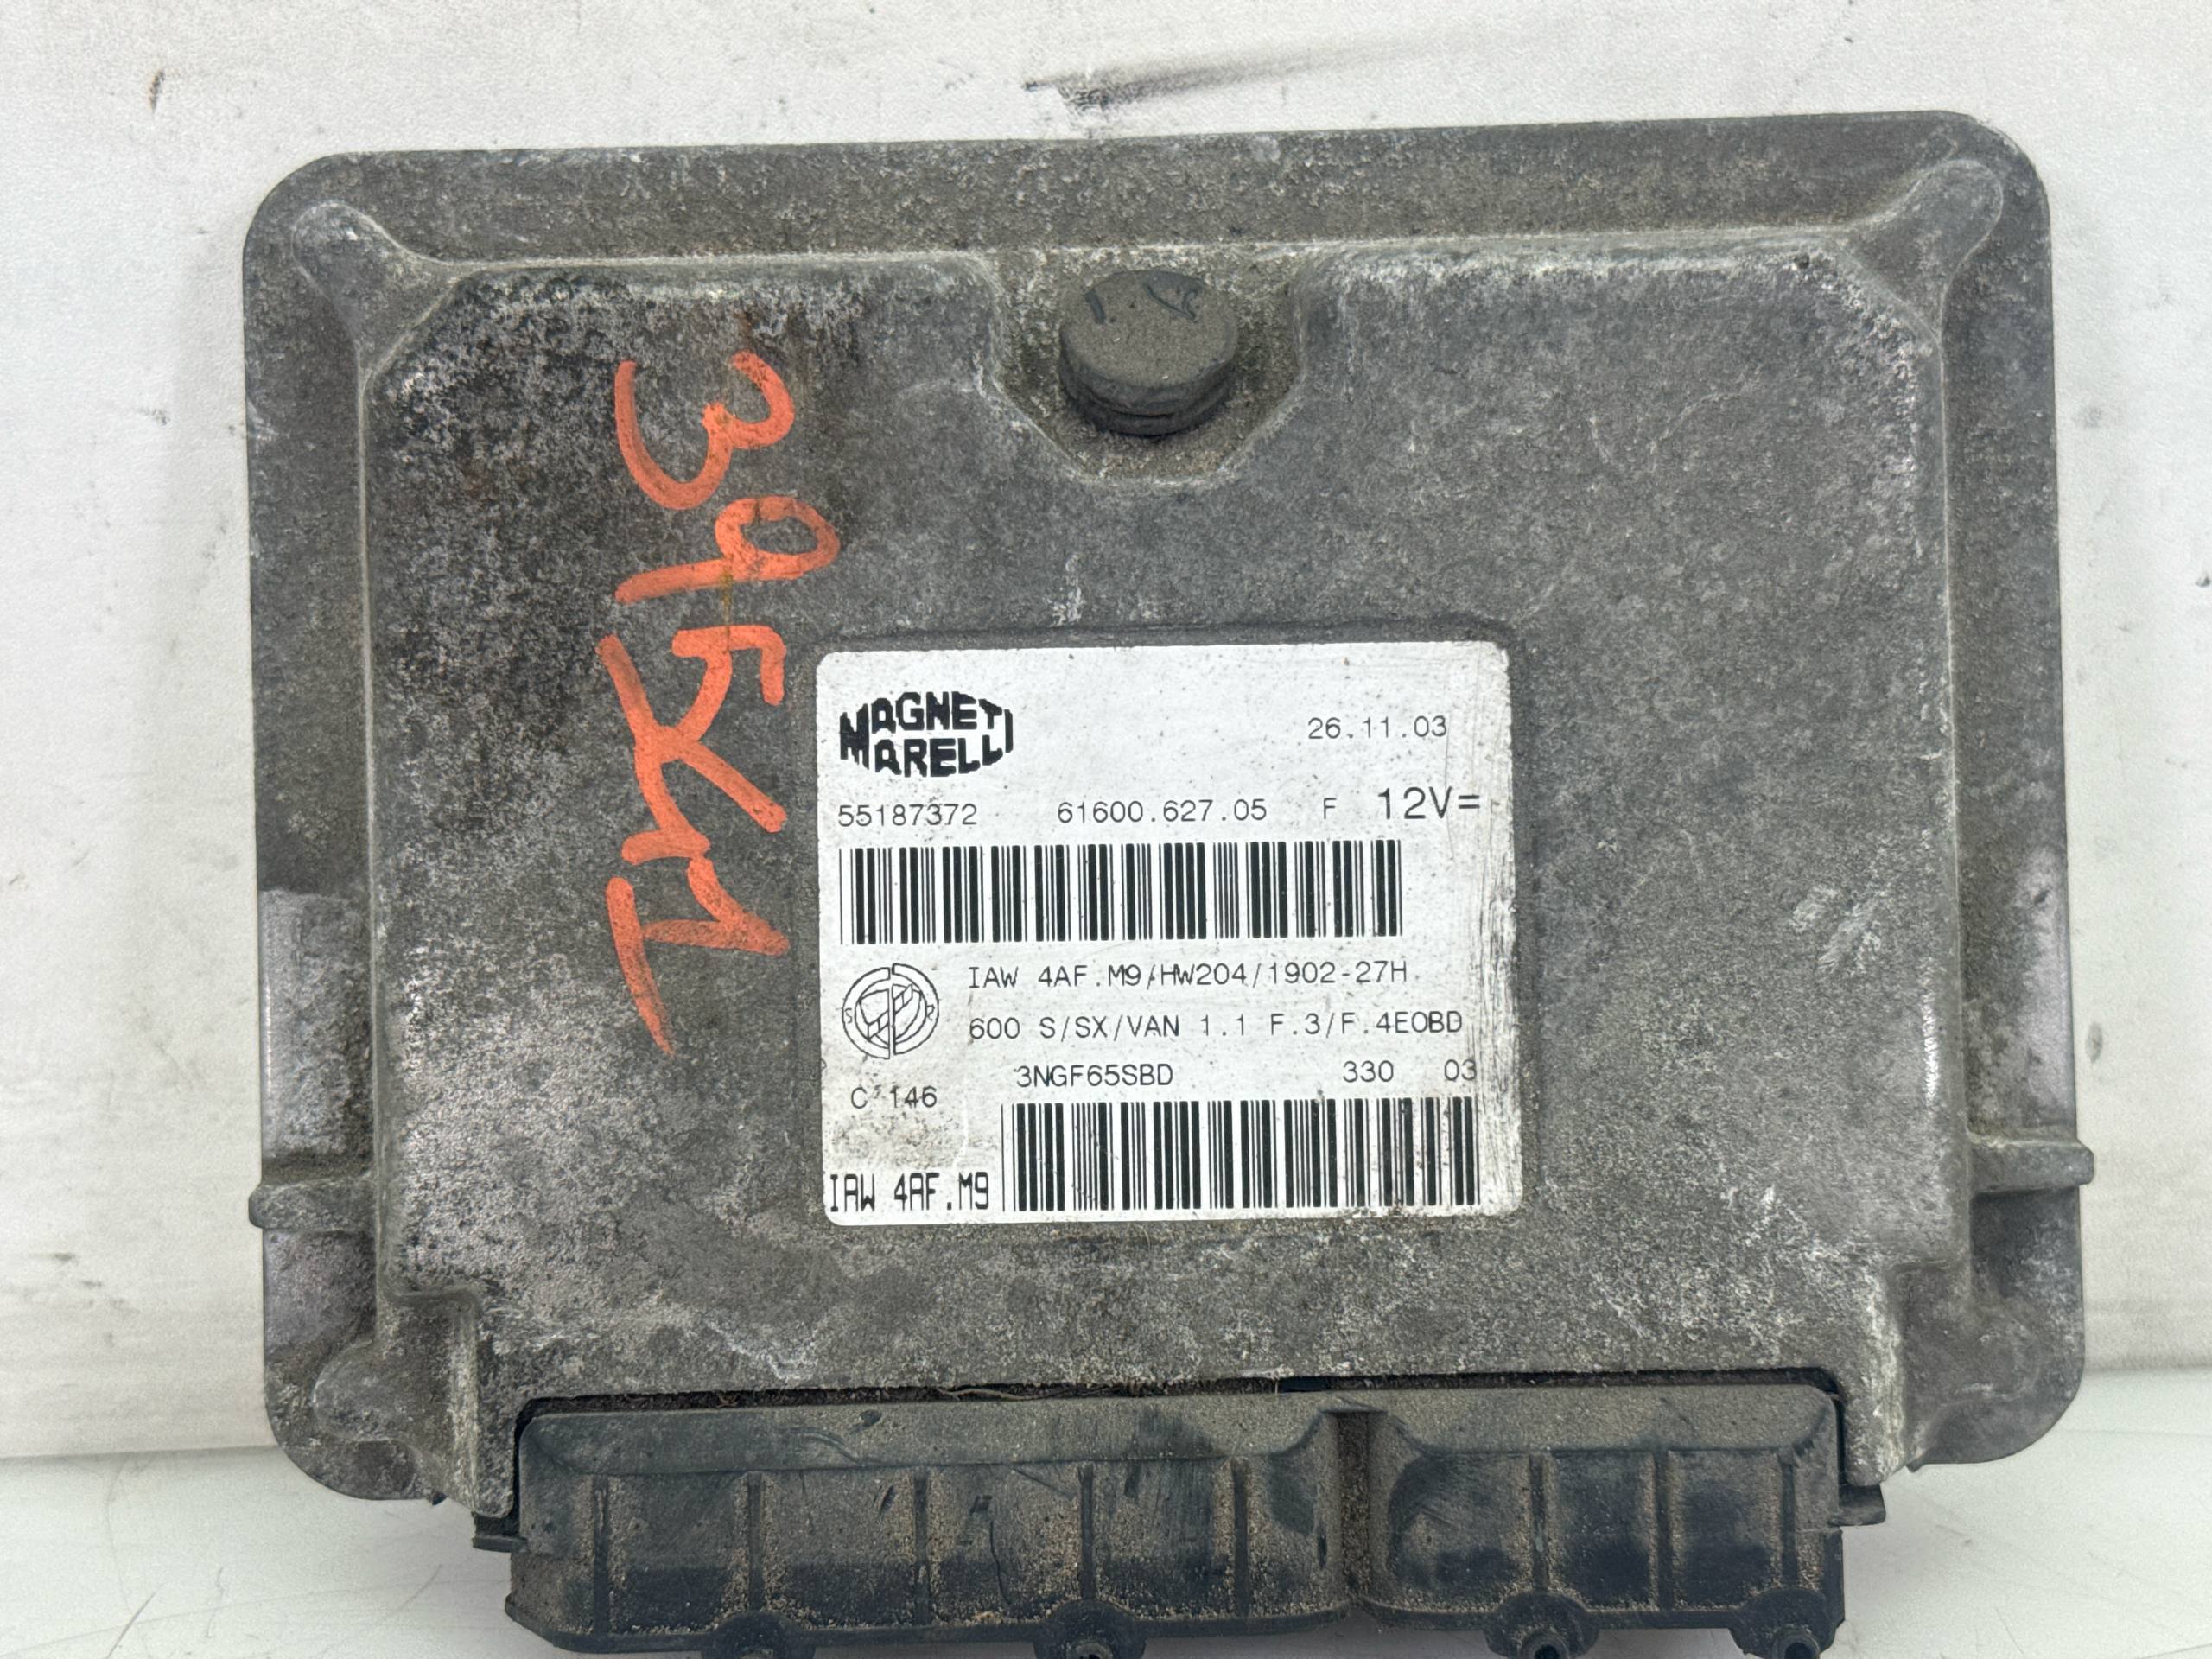 MAGNETI
MARELLI
26.11.03
55187372 61600.627.05 F 12V=
IAW 4AF.M9/HW204/1902-27H
600 S/SX/VAN 1.1 F.3/F.4EOBD
3NGF65SBD 330 03
C 146
IAW 4AF.M9